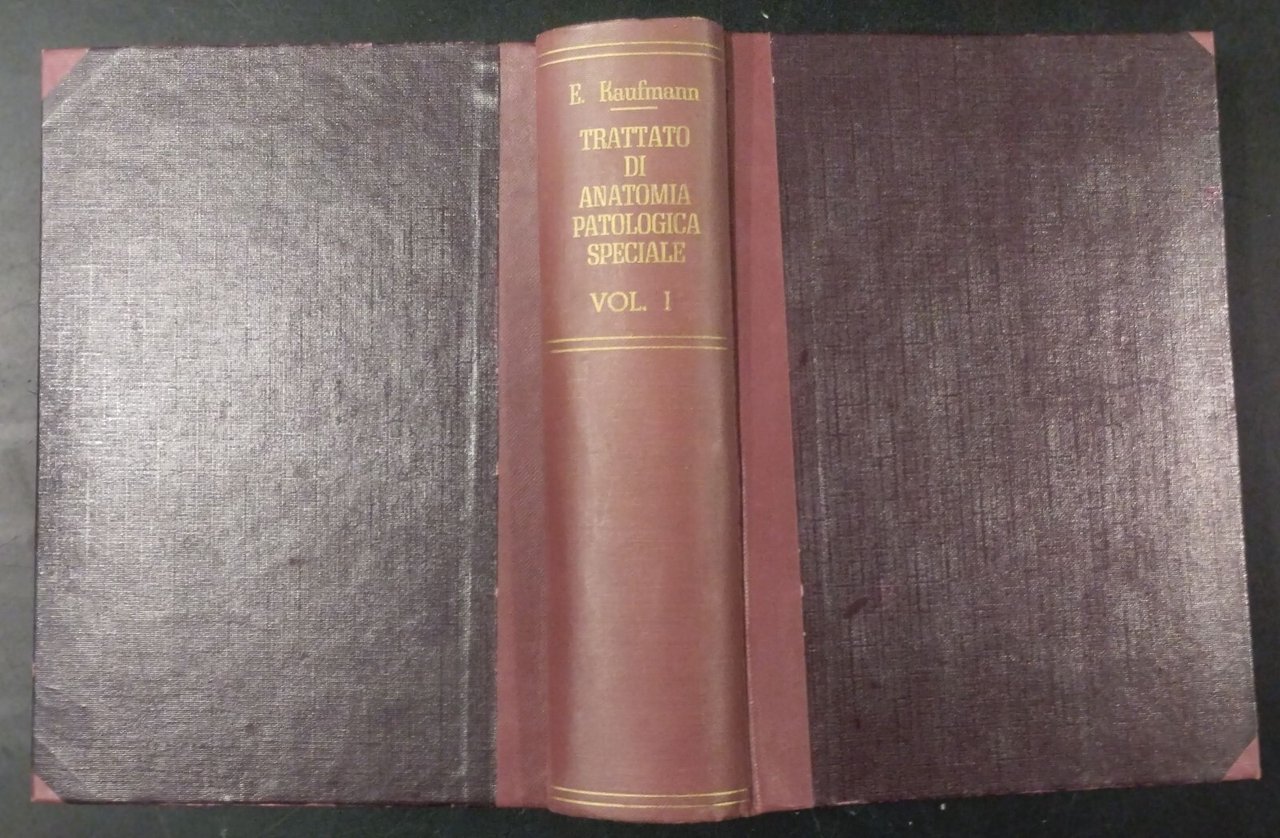 E. Kaufmann
TRATTATO
DI
ANATOMIA
PATOLOGICA
SPECIALE
VOL. I